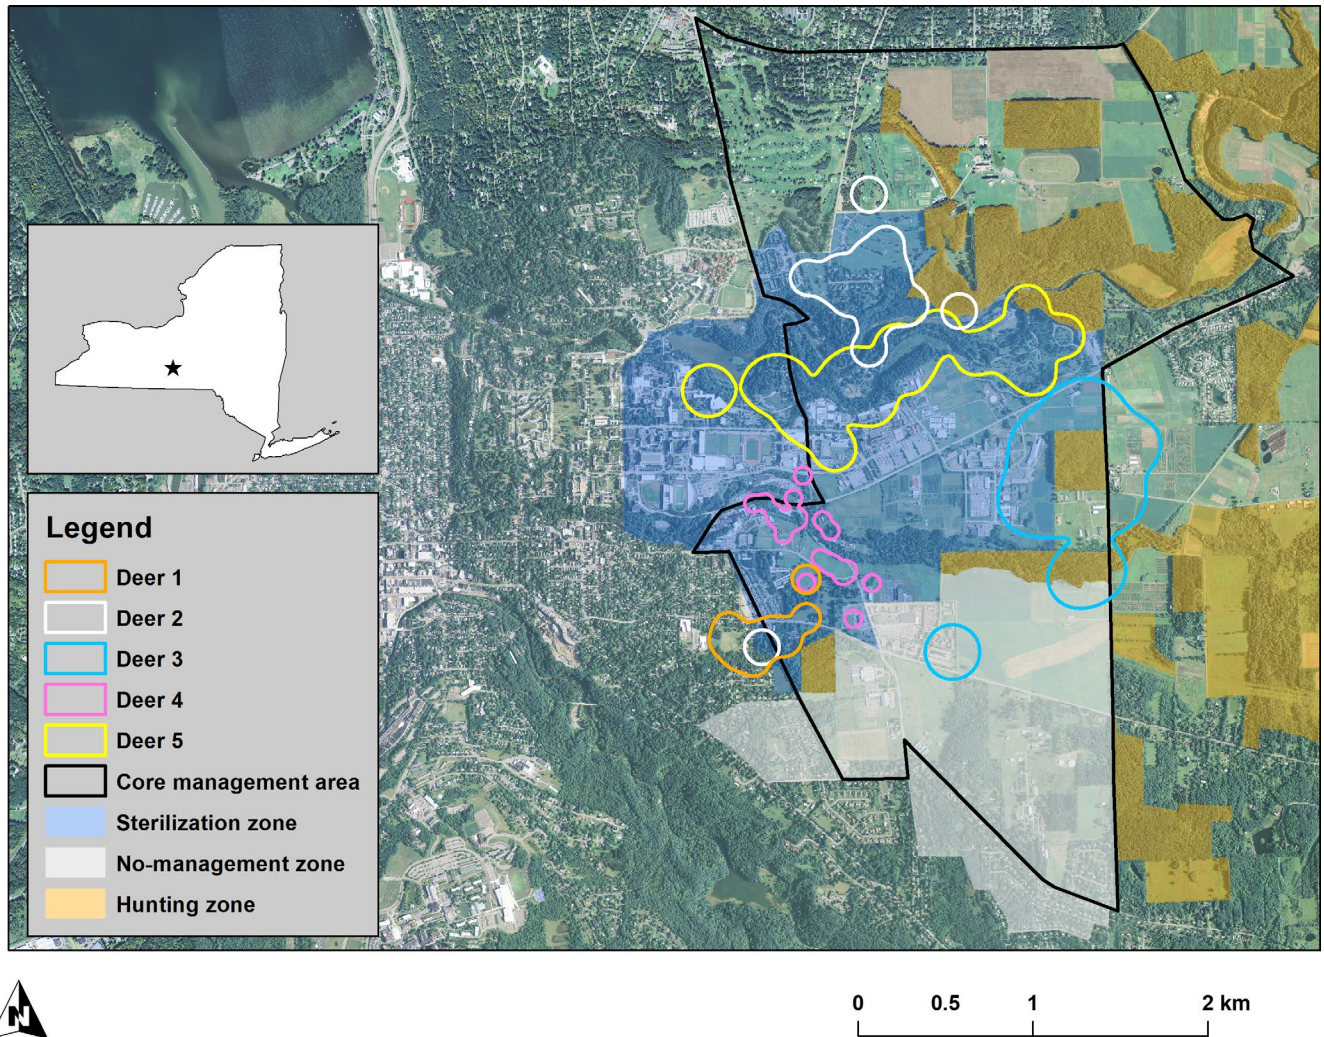 Legend
Deer 1
Deer 2
Deer 3
Deer 4
Deer 5
Core management area
Sterilization zone
No-management zone
Hunting zone
N
0 0.5 1 2 km